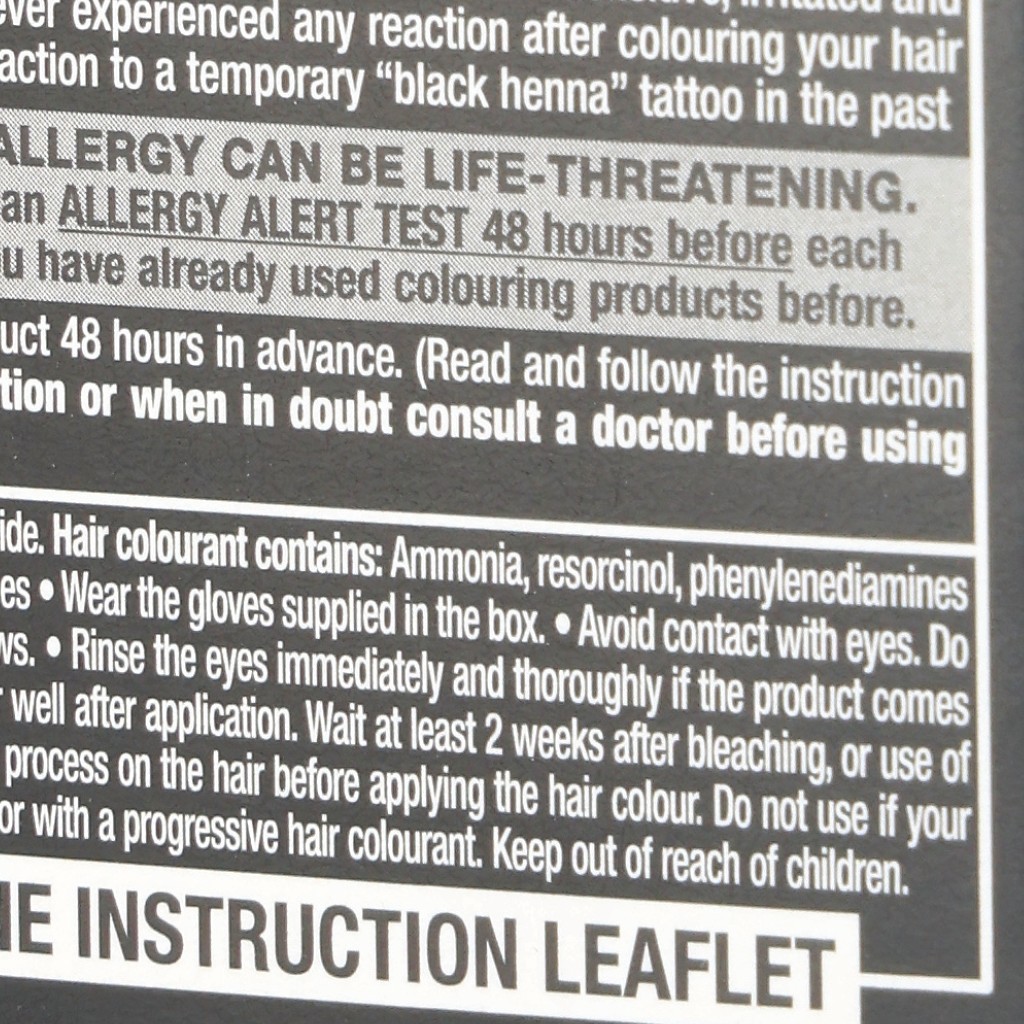 ever experienced any reaction after colouring your hair
action to a temporary “black henna” tattoo in the past
ALLERGY CAN BE LIFE-THREATENING.
an ALLERGY ALERT TEST 48 hours before each
u have already used colouring products before.
uct 48 hours in advance. (Read and follow the instruction
tion or when in doubt consult a doctor before using
ide. Hair colourant contains: Ammonia, resorcinol, phenylenediamines
es • Wear the gloves supplied in the box. • Avoid contact with eyes. Do
ws. • Rinse the eyes immediately and thoroughly if the product comes
well after application. Wait at least 2 weeks after bleaching, or use of
process on the hair before applying the hair colour. Do not use if your
or with a progressive hair colourant. Keep out of reach of children.
HE INSTRUCTION LEAFLET